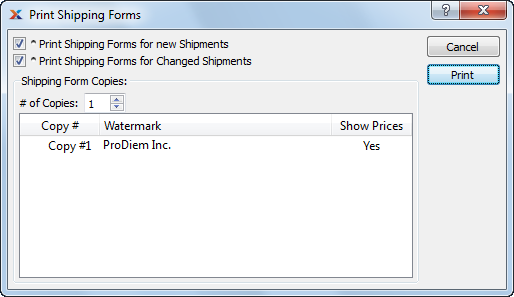 Print Shipping Forms
^ Print Shipping Forms for new Shipments
Cancel
^ Print Shipping Forms for Changed Shipments
Print
Shipping Form Copies:
# of Copies: 1
Copy # Watermark Show Prices
Copy #1 ProDiem Inc. Yes